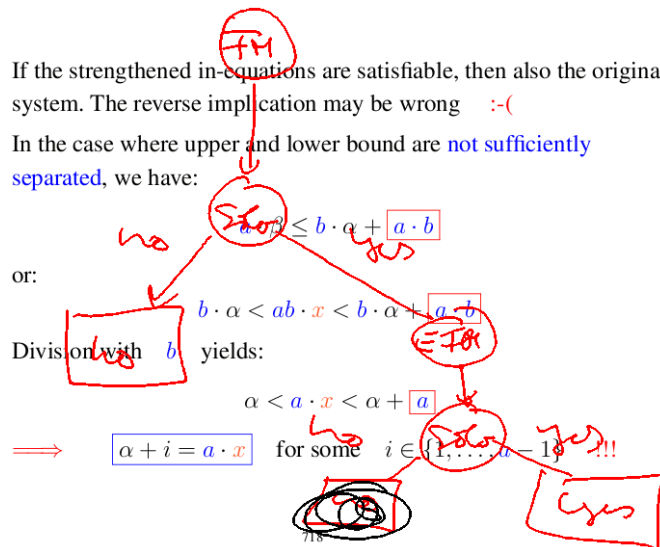 If the strengthened in-equations are satisfiable, then also the origina
system. The reverse implication may be wrong :-(
In the case where upper and lower bound are not sufficiently
separated, we have:
a · β ≤ b · α + a · b
no yes
or:
b · α < ab · x < b · α + a · b
Division with b yields:
no
α < a · x < α + a
no yes
⟹ α + i = a · x for some i ∈ {1, . . . , a − 1} !!!
yes
718